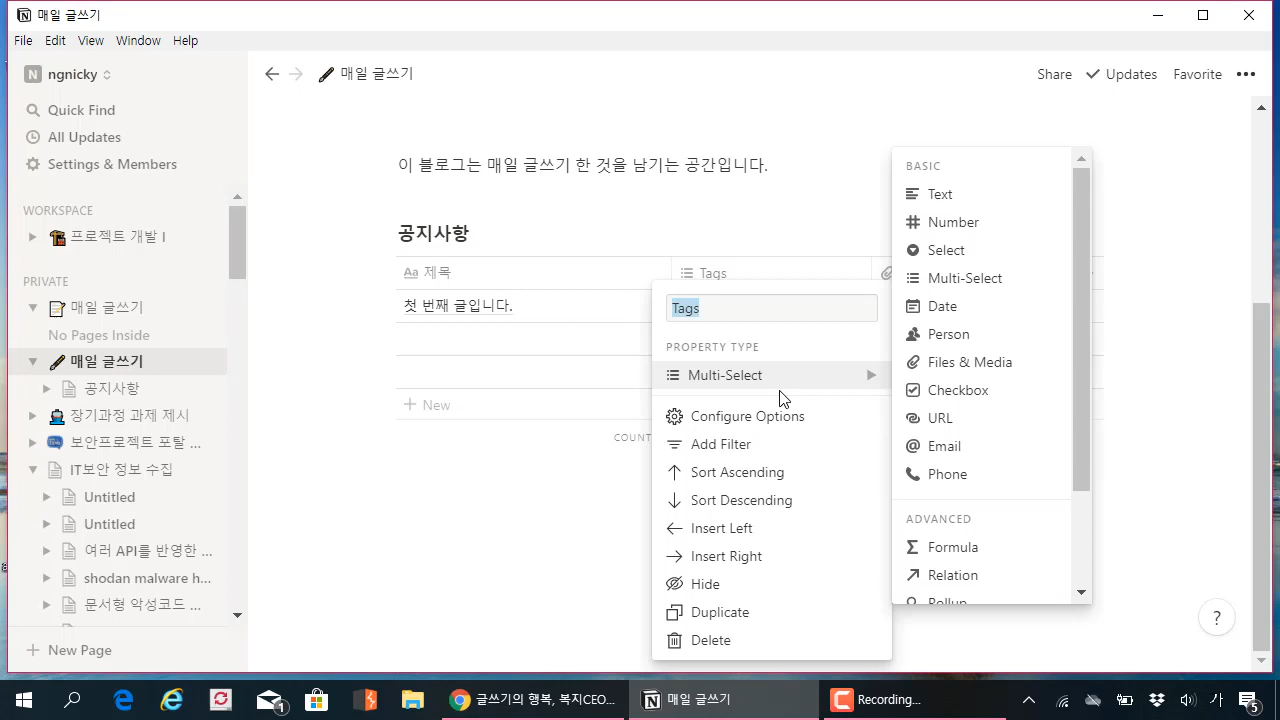 매일 글쓰기
File Edit View Window Help
N ngnicky
Quick Find
All Updates
Settings & Members
WORKSPACE
프로젝트 개발 I
PRIVATE
매일 글쓰기
No Pages Inside
매일 글쓰기
공지사항
장기과정 과제 제시
보안프로젝트 포탈 ...
IT보안 정보 수집
Untitled
Untitled
여러 API를 반영한 ...
shodan malware h...
문서형 악성코드 ...
+ New Page
매일 글쓰기
Share Updates Favorite
이 블로그는 매일 글쓰기 한 것을 남기는 공간입니다.
공지사항
Aa 제목 Tags
첫 번째 글입니다.
+ New
COUNT
Tags
PROPERTY TYPE
Multi-Select
Configure Options
Add Filter
Sort Ascending
Sort Descending
Insert Left
Insert Right
Hide
Duplicate
Delete
BASIC
Text
Number
Select
Multi-Select
Date
Person
Files & Media
Checkbox
URL
Email
Phone
ADVANCED
Formula
Relation
Rollup
?
1 글쓰기의 행복, 복지CEO... 매일 글쓰기 Recording... 가 5